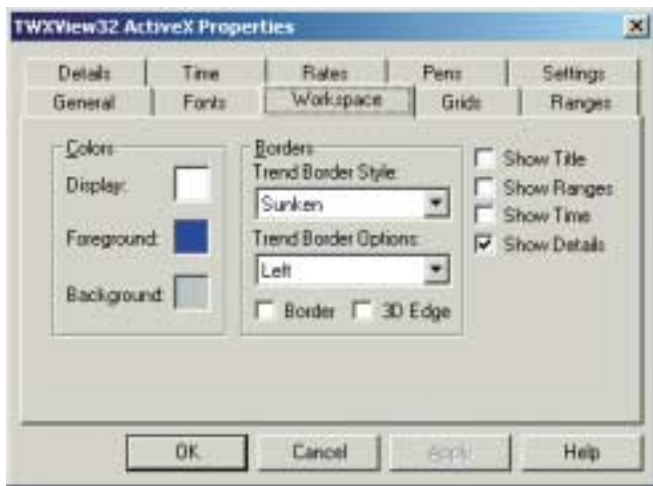 TWXView32 ActiveX Properties
Details Time Rates Pens Settings
General Fonts Workspace Grids Ranges
Colors
Display:
Foreground:
Background:
Borders
Trend Border Style:
Sunken
Trend Border Options:
Left
Border 3D Edge
Show Title
Show Ranges
Show Time
Show Details
OK Cancel Apply Help